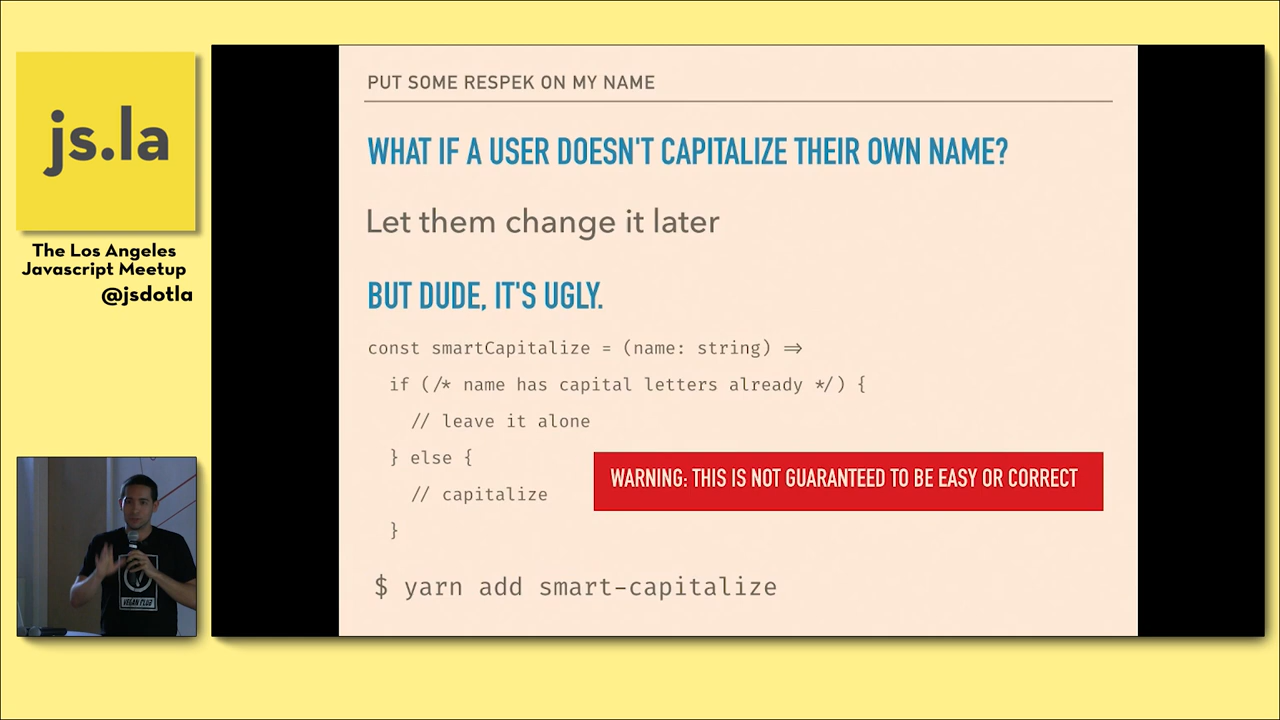 js.la
The Los Angeles
Javascript Meetup
@jsdotla
PUT SOME RESPEK ON MY NAME
WHAT IF A USER DOESN'T CAPITALIZE THEIR OWN NAME?
Let them change it later
BUT DUDE, IT'S UGLY.
const smartCapitalize = (name: string) =>
if (/* name has capital letters already */) {
// leave it alone
} else {
// capitalize
}
WARNING: THIS IS NOT GUARANTEED TO BE EASY OR CORRECT
$ yarn add smart-capitalize
VEGAN CLUB